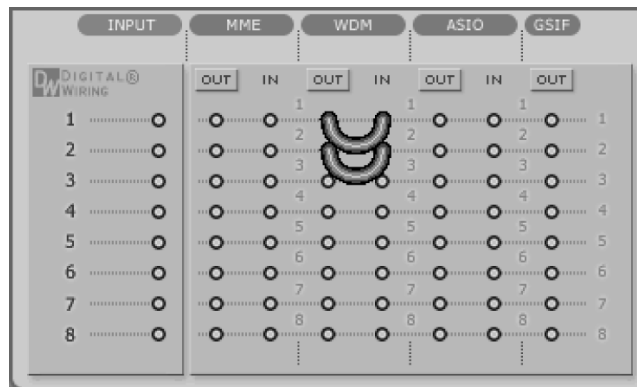 INPUT MME WDM ASIO GSIF
DIGITAL®
DW WIRING
OUT IN OUT IN OUT IN OUT
1 1 1 1 1
2 2 2 2 2
3 3 3 3 3
4 4 4 4 4
5 5 5 5 5
6 6 6 6 6
7 7 7 7 7
8 8 8 8 8